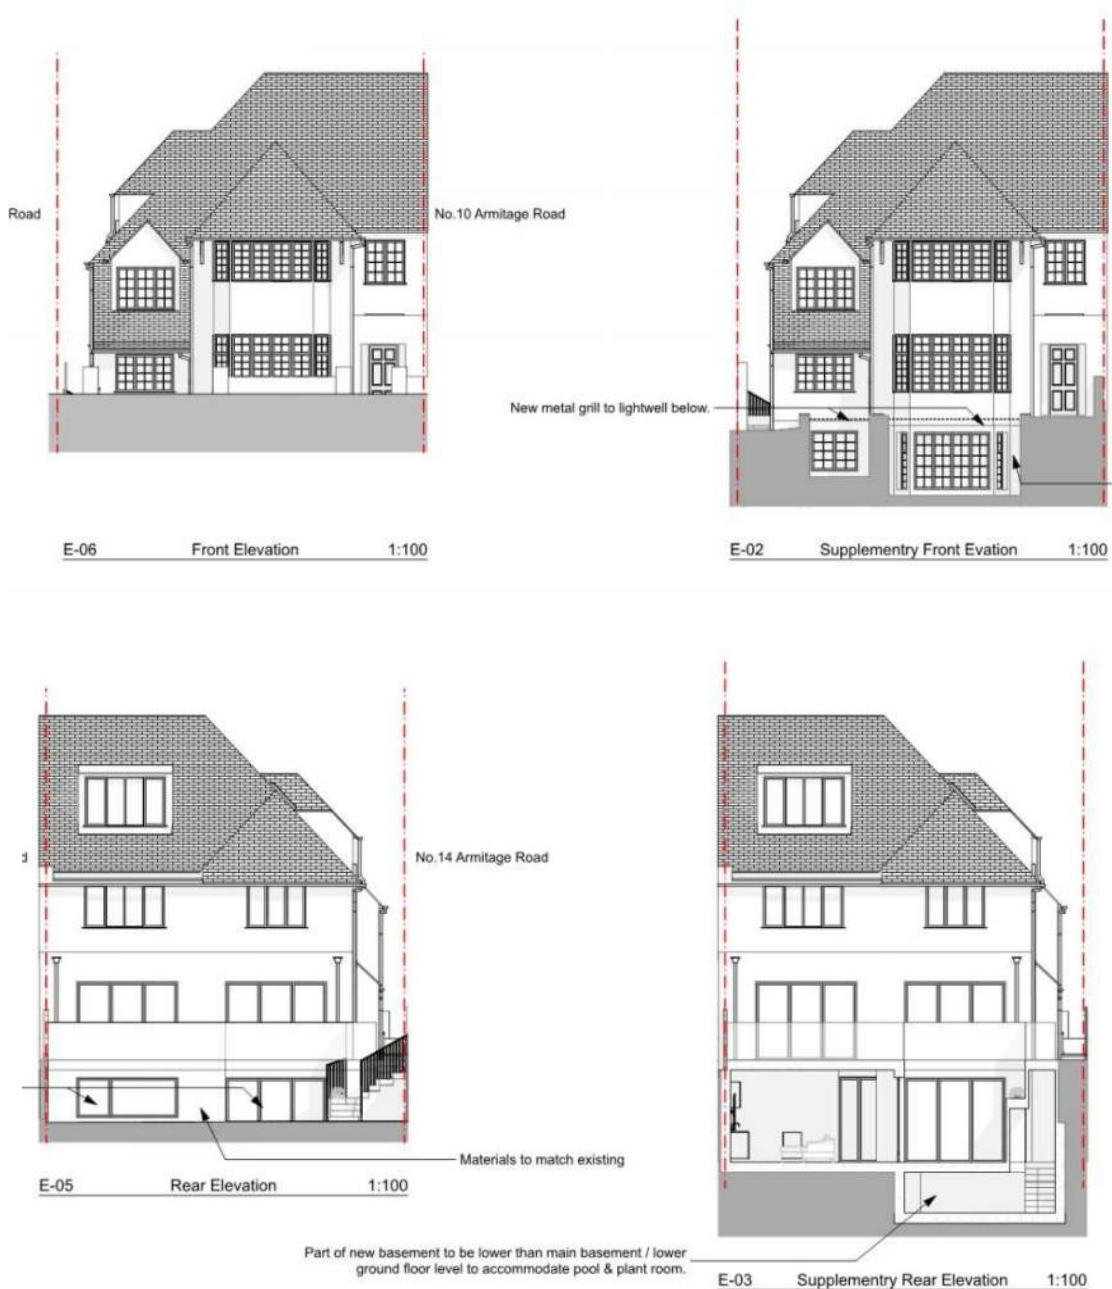 Road
No.10 Armitage Road
New metal grill to lightwell below.
E-06 Front Elevation 1:100
E-02 Supplementry Front Evation 1:100
No.14 Armitage Road
Materials to match existing
E-05 Rear Elevation 1:100
Part of new basement to be lower than main basement / lower
ground floor level to accommodate pool & plant room.
E-03 Supplementry Rear Elevation 1:100